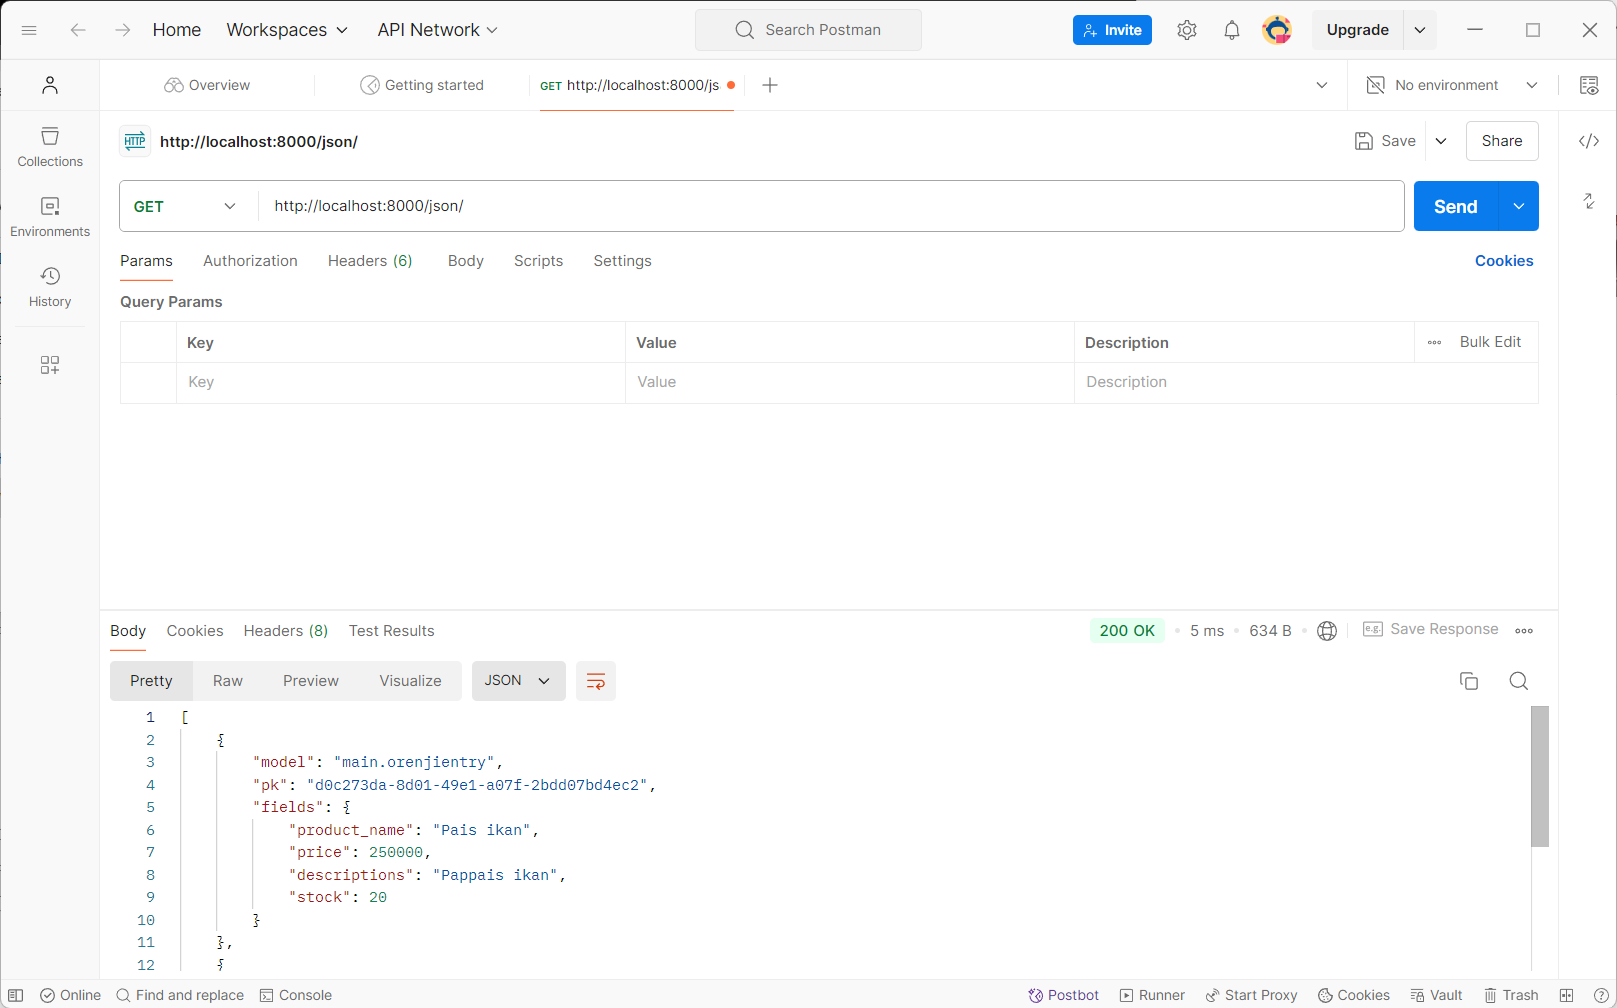 Home Workspaces API Network Search Postman Invite Upgrade
Overview Getting started GET http://localhost:8000/js No environment
HTTP http://localhost:8000/json/ Save Share </>
Collections
GET http://localhost:8000/json/ Send
Environments
Params Authorization Headers (6) Body Scripts Settings Cookies
History
Query Params
Key Value Description Bulk Edit
Key Value Description
Body Cookies Headers (8) Test Results 200 OK 5 ms 634 B e.g. Save Response
Pretty Raw Preview Visualize JSON
1 [
2 {
3 "model": "main.orenjientry",
4 "pk": "d0c273da-8d01-49e1-a07f-2bdd07bd4ec2",
5 "fields": {
6 "product_name": "Pais ikan",
7 "price": 250000,
8 "descriptions": "Pappais ikan",
9 "stock": 20
10 }
11 },
12 {
Online Find and replace Console Postbot Runner Start Proxy Cookies Vault Trash